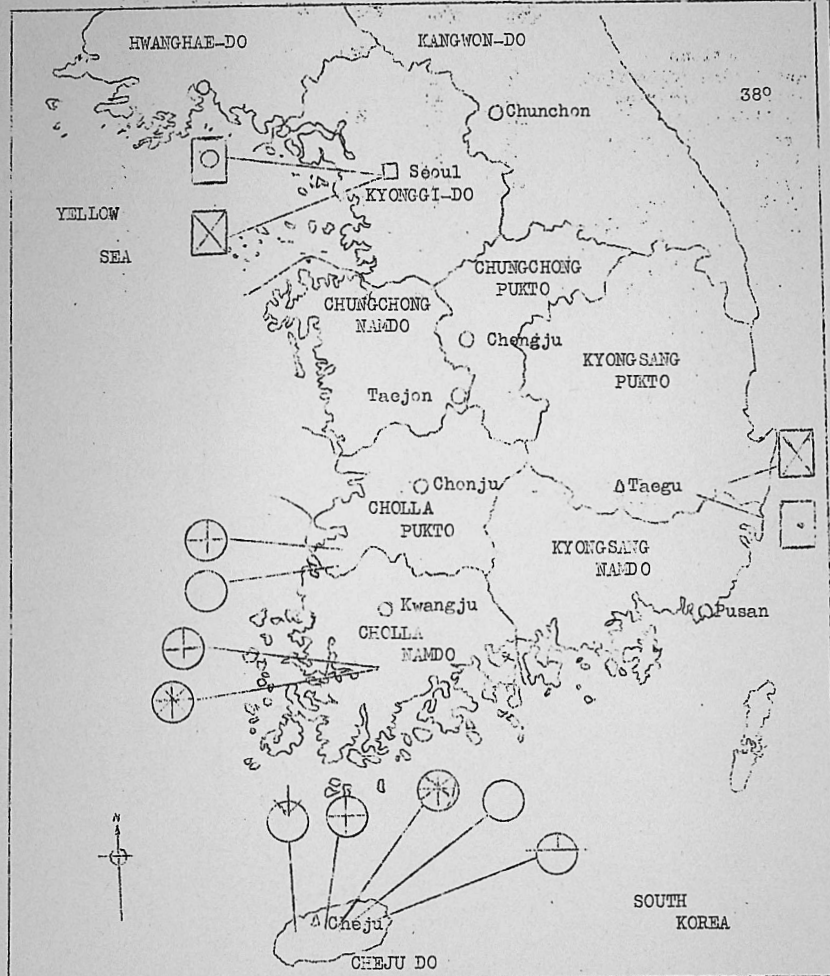 HWANGHAE-DO
KANGWON-DO
38º
Chunchon
Seoul
KYONGGI-DO
YELLOW
SEA
CHUNGCHONG
PUKTO
CHUNGCHONG
NAMDO
Chongju
KYONGSANG
PUKTO
Taejon
Taegu
Chonju
CHOLLA
PUKTO
KYONGSANG
NAMDO
Kwangju
Pusan
CHOLLA
NAMDO
N
SOUTH
KOREA
Cheju
CHEJU DO